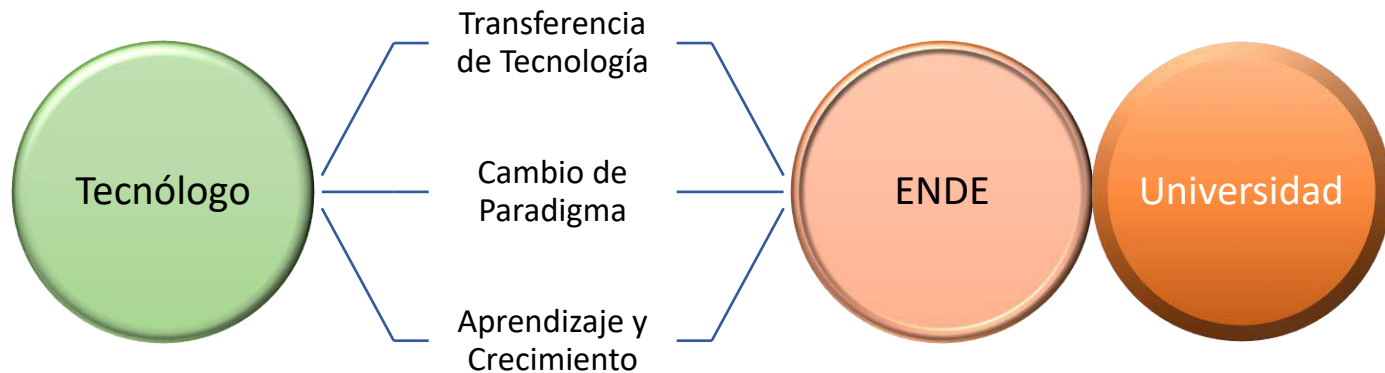 Transferencia
de Tecnología
Tecnólogo
Cambio de
Paradigma
ENDE
Universidad
Aprendizaje y
Crecimiento